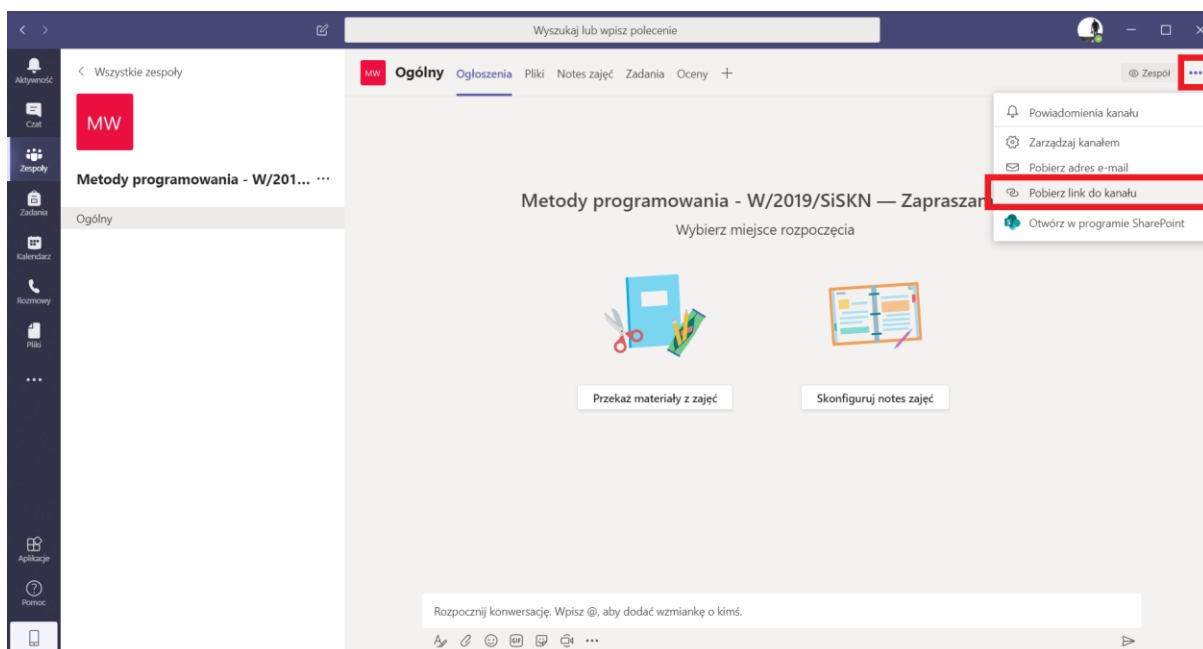 Wyszukaj lub wpisz polecenie
Aktywność
Czat
Zespoły
Zadania
Kalendarz
Rozmowy
Pliki
Aplikacje
Pomoc
Wszystkie zespoły
MW
Metody programowania - W/201...
Ogólny
MW Ogólny Ogłoszenia Pliki Notes zajęć Zadania Oceny
Zespół
Powiadomienia kanału
Zarządzaj kanałem
Pobierz adres e-mail
Pobierz link do kanału
Otwórz w programie SharePoint
Metody programowania - W/2019/SiSKN — Zapraszam
Wybierz miejsce rozpoczęcia
Przekaż materiały z zajęć
Skonfiguruj notes zajęć
Rozpocznij konwersację. Wpisz @, aby dodać wzmiankę o kimś.
GIF